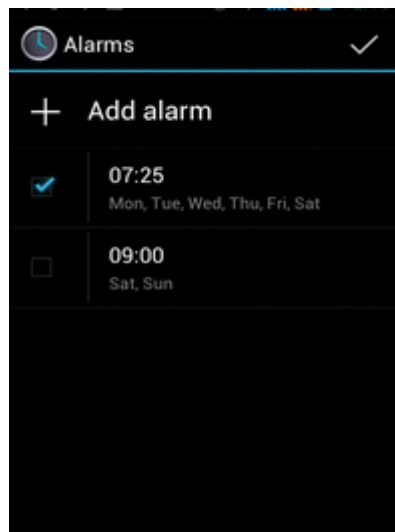 Alarms
Add alarm
07:25
Mon, Tue, Wed, Thu, Fri, Sat
09:00
Sat, Sun